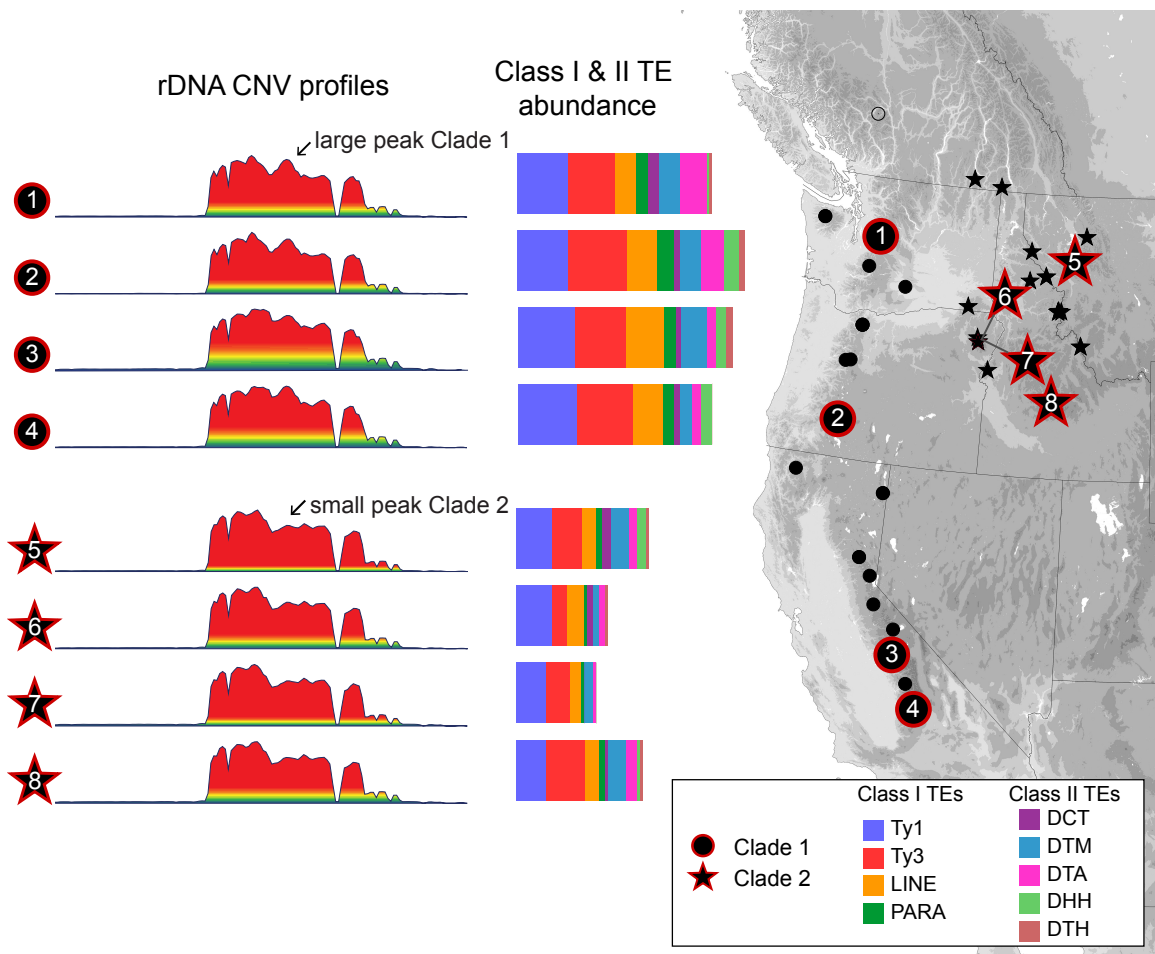 rDNA CNV profiles
Class I & II TE
abundance
large peak Clade 1
1
2
3
4
small peak Clade 2
5
6
7
8
1
5
6
7
8
2
3
4
Class I TEs
Class II TEs
Ty1
Ty3
LINE
PARA
DCT
DTM
DTA
DHH
DTH
Clade 1
Clade 2